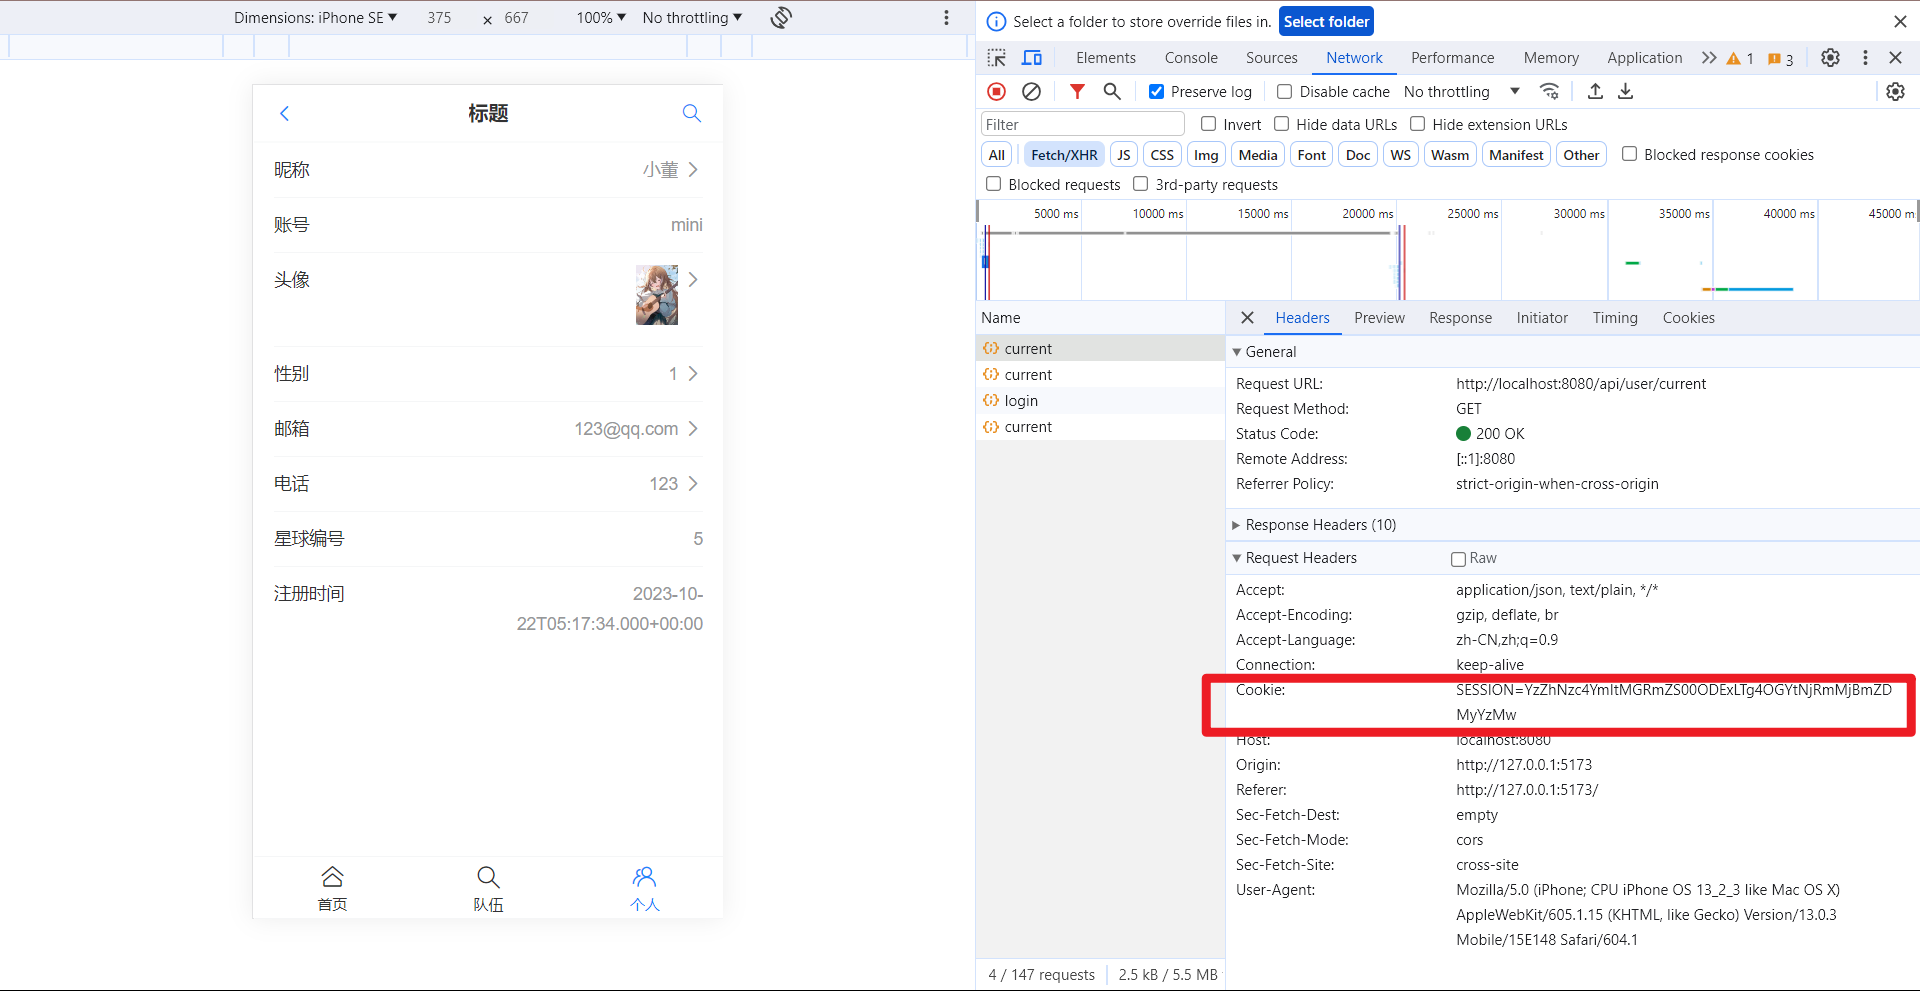 Dimensions: iPhone SE ▼ 375 × 667 100% ▼ No throttling ▼
标题
昵称 小董
账号 mini
头像
性别 1
邮箱 123@qq.com
电话 123
星球编号 5
注册时间 2023-10-
22T05:17:34.000+00:00
首页 队伍 个人
Select a folder to store override files in. Select folder
Elements Console Sources Network Performance Memory Application 1 3
Preserve log Disable cache No throttling
Filter Invert Hide data URLs Hide extension URLs
All Fetch/XHR JS CSS Img Media Font Doc WS Wasm Manifest Other Blocked response cookies
Blocked requests 3rd-party requests
5000 ms 10000 ms 15000 ms 20000 ms 25000 ms 30000 ms 35000 ms 40000 ms 45000 m
Name
current
current
login
current
4 / 147 requests 2.5 kB / 5.5 MB
Headers Preview Response Initiator Timing Cookies
General
Request URL: http://localhost:8080/api/user/current
Request Method: GET
Status Code: 200 OK
Remote Address: [::1]:8080
Referrer Policy: strict-origin-when-cross-origin
Response Headers (10)
Request Headers Raw
Accept: application/json, text/plain, */*
Accept-Encoding: gzip, deflate, br
Accept-Language: zh-CN,zh;q=0.9
Connection: keep-alive
Cookie: SESSION=YzZhNzc4YmItMGRmZS00ODExLTg4OGYtNjRmMjBmZD
MyYzMw
Host: localhost:8080
Origin: http://127.0.0.1:5173
Referer: http://127.0.0.1:5173/
Sec-Fetch-Dest: empty
Sec-Fetch-Mode: cors
Sec-Fetch-Site: cross-site
User-Agent: Mozilla/5.0 (iPhone; CPU iPhone OS 13_2_3 like Mac OS X)
AppleWebKit/605.1.15 (KHTML, like Gecko) Version/13.0.3
Mobile/15E148 Safari/604.1